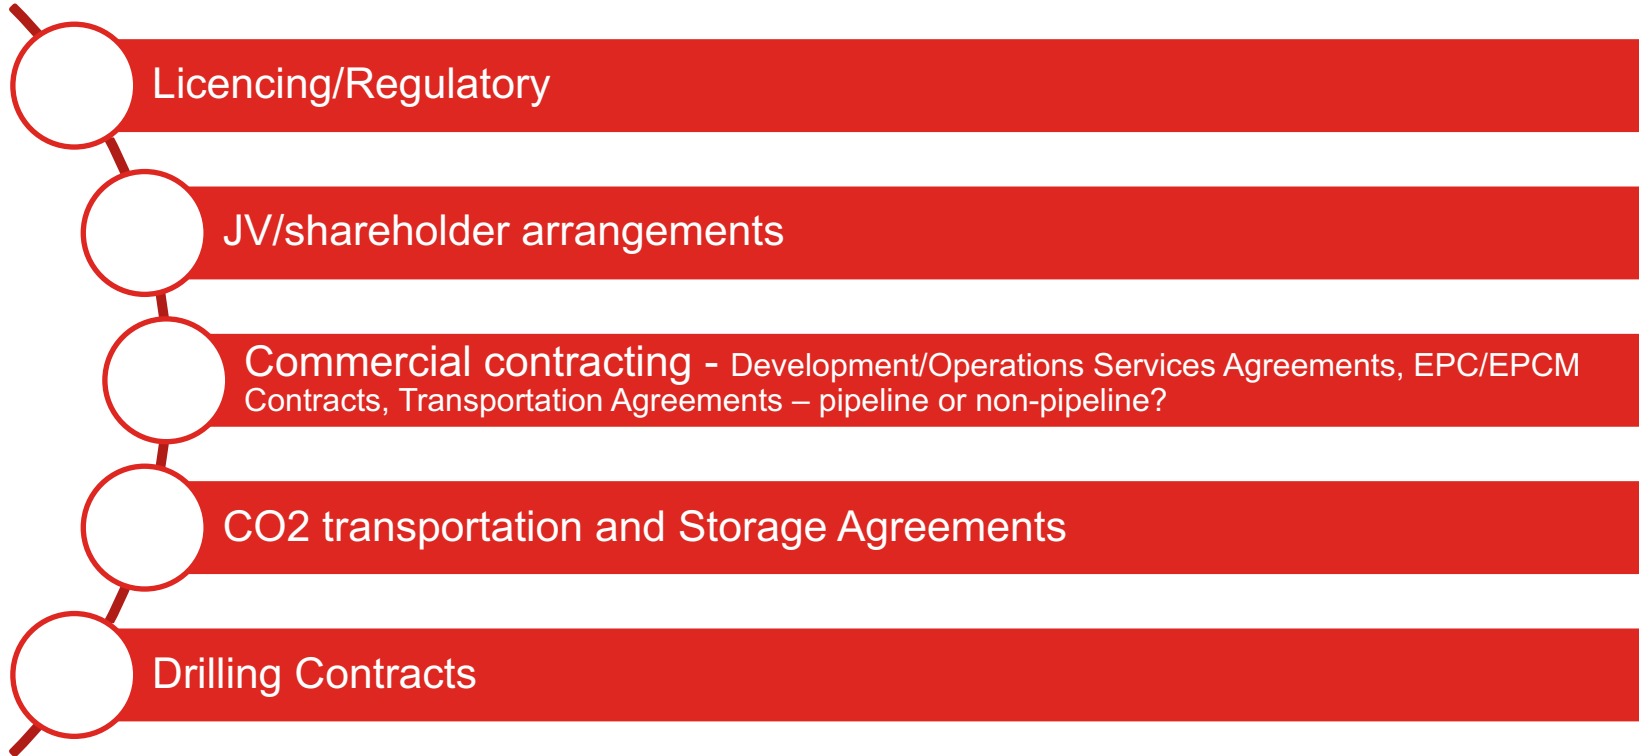 Licencing/Regulatory
JV/shareholder arrangements
Commercial contracting - Development/Operations Services Agreements, EPC/EPCM
Contracts, Transportation Agreements – pipeline or non-pipeline?
CO2 transportation and Storage Agreements
Drilling Contracts